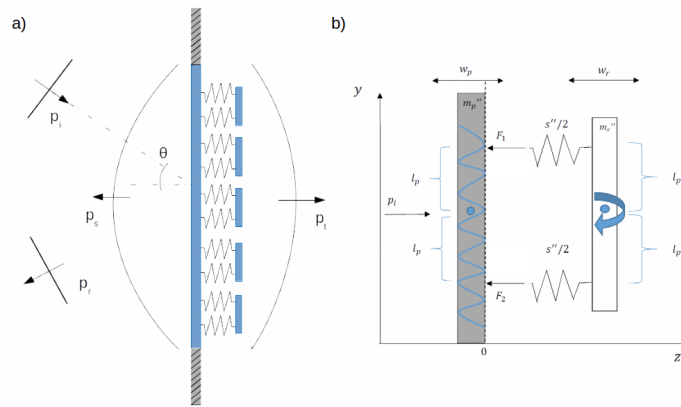 a)
p_i
θ
p_s
p_t
p_r
b)
w_p
w_r
y
m_p''
F_1
s''/2
m_r''
l_p
l_p
p_i
l_p
l_p
s''/2
F_2
0
z